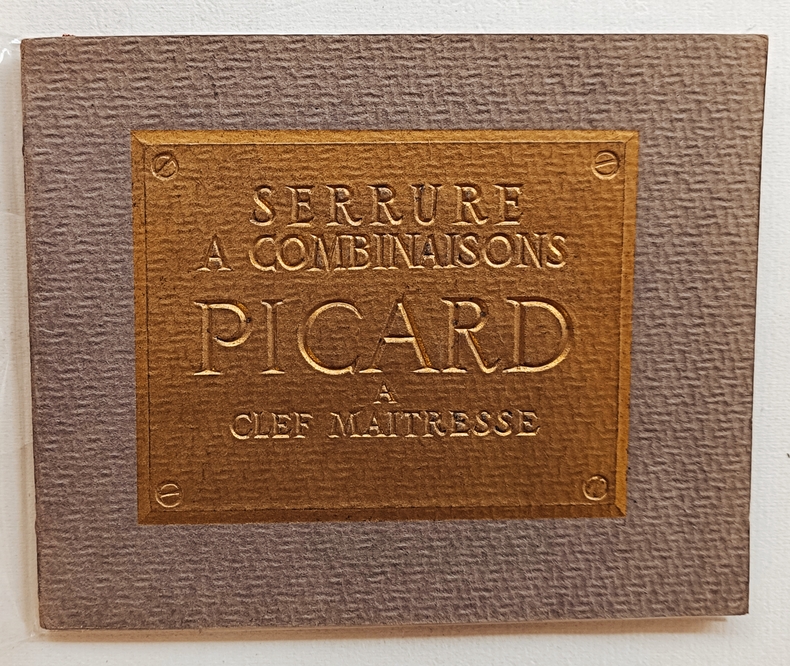 SERRURE
A COMBINAISONS
PICARD
A
CLEF MAITRESSE